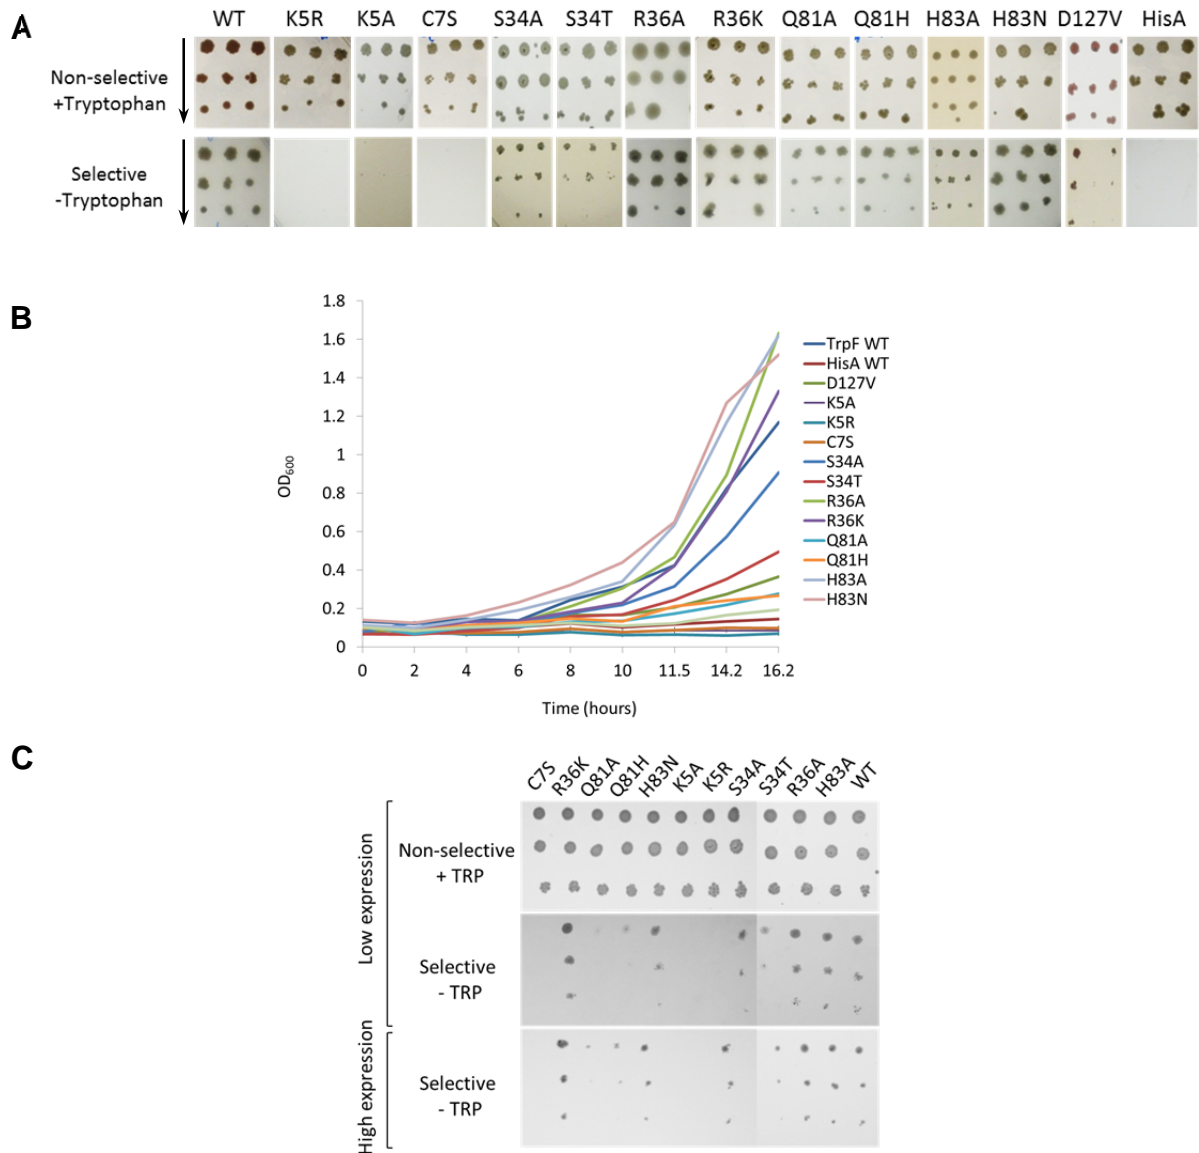 A
WT K5R K5A C7S S34A S34T R36A R36K Q81A Q81H H83A H83N D127V HisA
Non-selective
+Tryptophan
Selective
-Tryptophan
B
1.8
1.6
1.4
1.2
1
0.8
0.6
0.4
0.2
0
OD600
0 2 4 6 8 10 11.5 14.2 16.2
Time (hours)
TrpF WT
HisA WT
D127V
K5A
K5R
C7S
S34A
S34T
R36A
R36K
Q81A
Q81H
H83A
H83N
C
C7S R36K Q81A Q81H H83N K5A K5R S34A S34T R36A H83A WT
Low expression
Non-selective
+ TRP
Selective
- TRP
High expression
Selective
- TRP